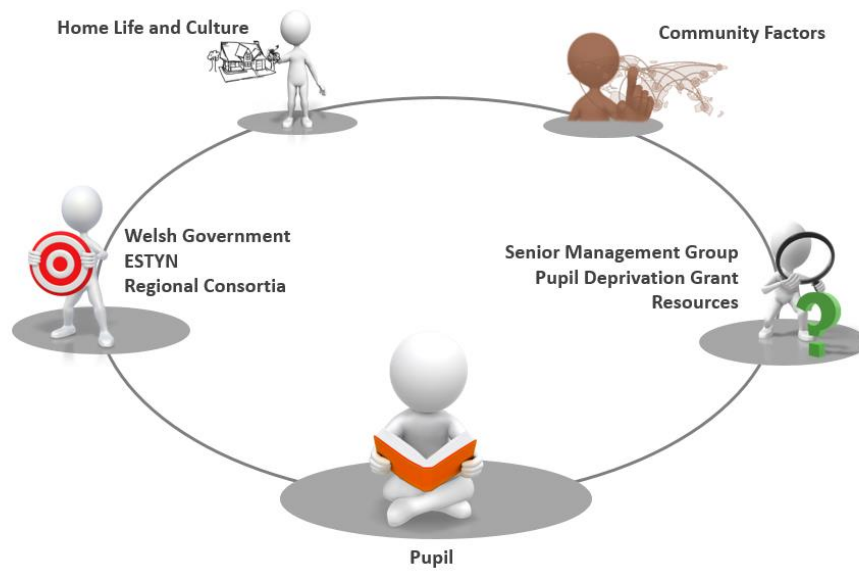 Home Life and Culture
Community Factors
Welsh Government
ESTYN
Regional Consortia
Senior Management Group
Pupil Deprivation Grant
Resources
Pupil